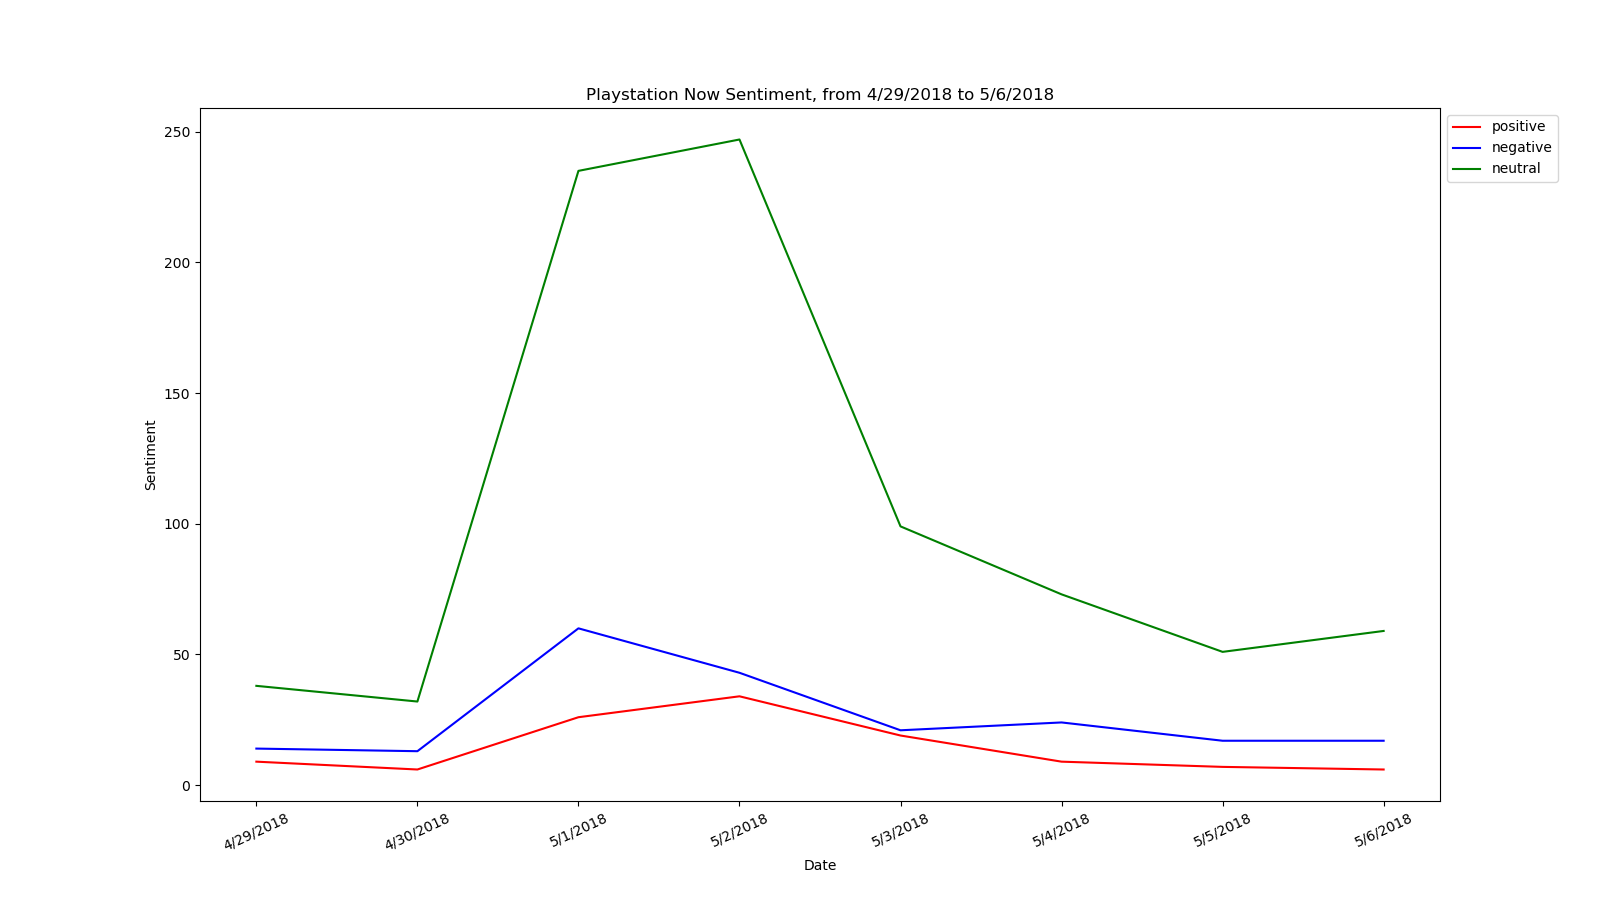 Playstation Now Sentiment, from 4/29/2018 to 5/6/2018
positive
negative
neutral
250
200
150
100
50
0
Sentiment
4/29/2018
4/30/2018
5/1/2018
5/2/2018
5/3/2018
5/4/2018
5/5/2018
5/6/2018
Date